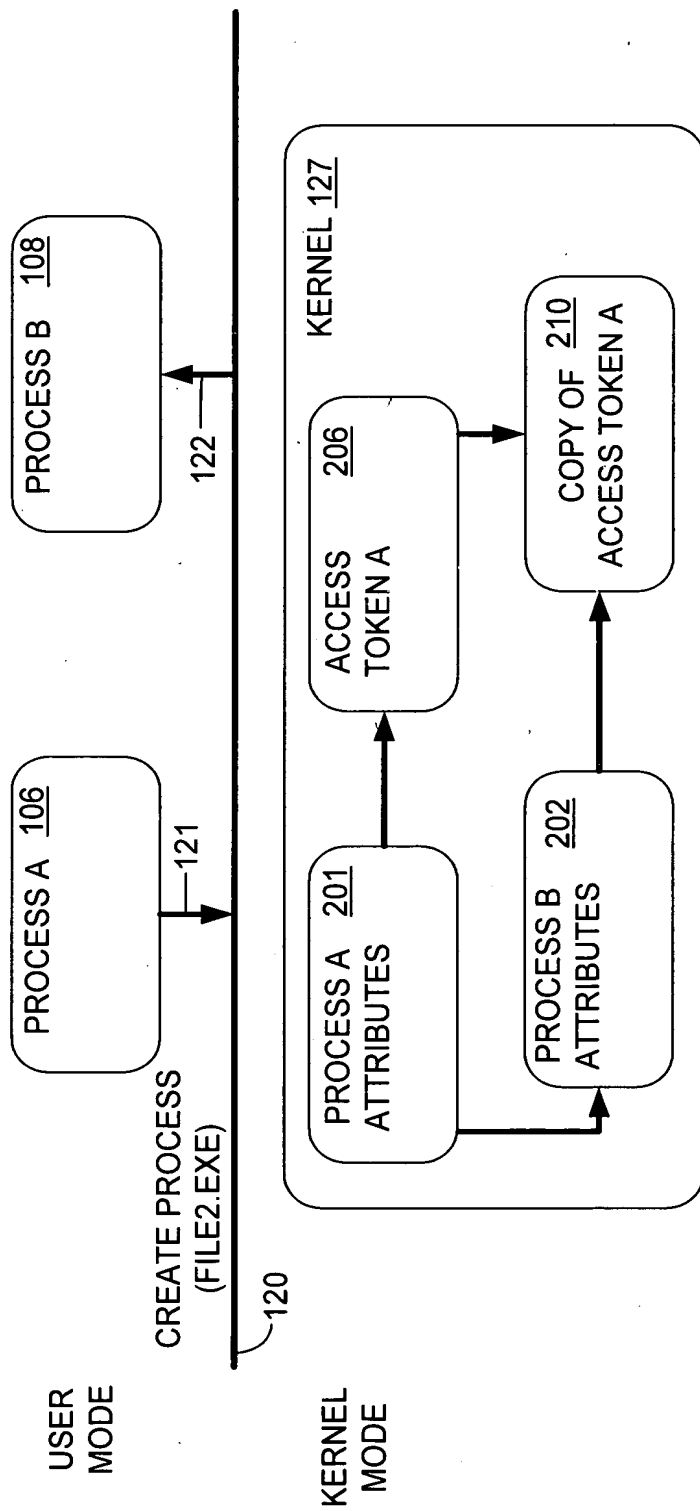 USER
MODE
PROCESS A 106
PROCESS B 108
CREATE PROCESS
(FILE2.EXE)
121
122
120
KERNEL
MODE
KERNEL 127
PROCESS A 201
ATTRIBUTES
ACCESS 206
TOKEN A
PROCESS B 202
ATTRIBUTES
COPY OF 210
ACCESS TOKEN A